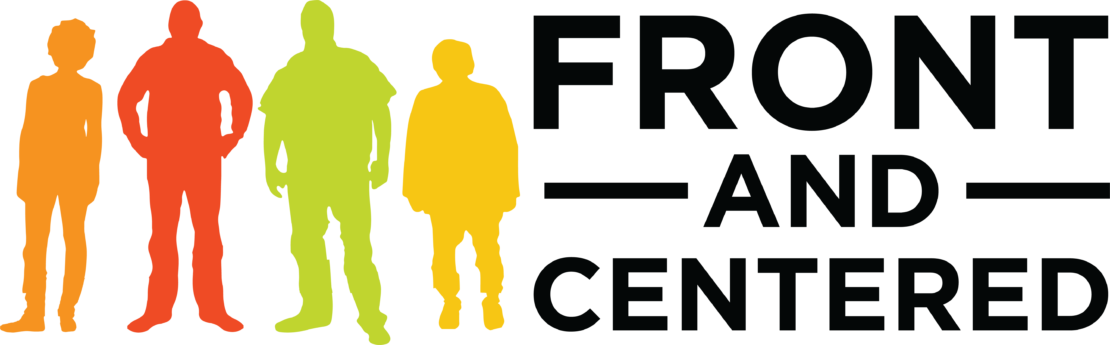 FRONT
AND
CENTERED